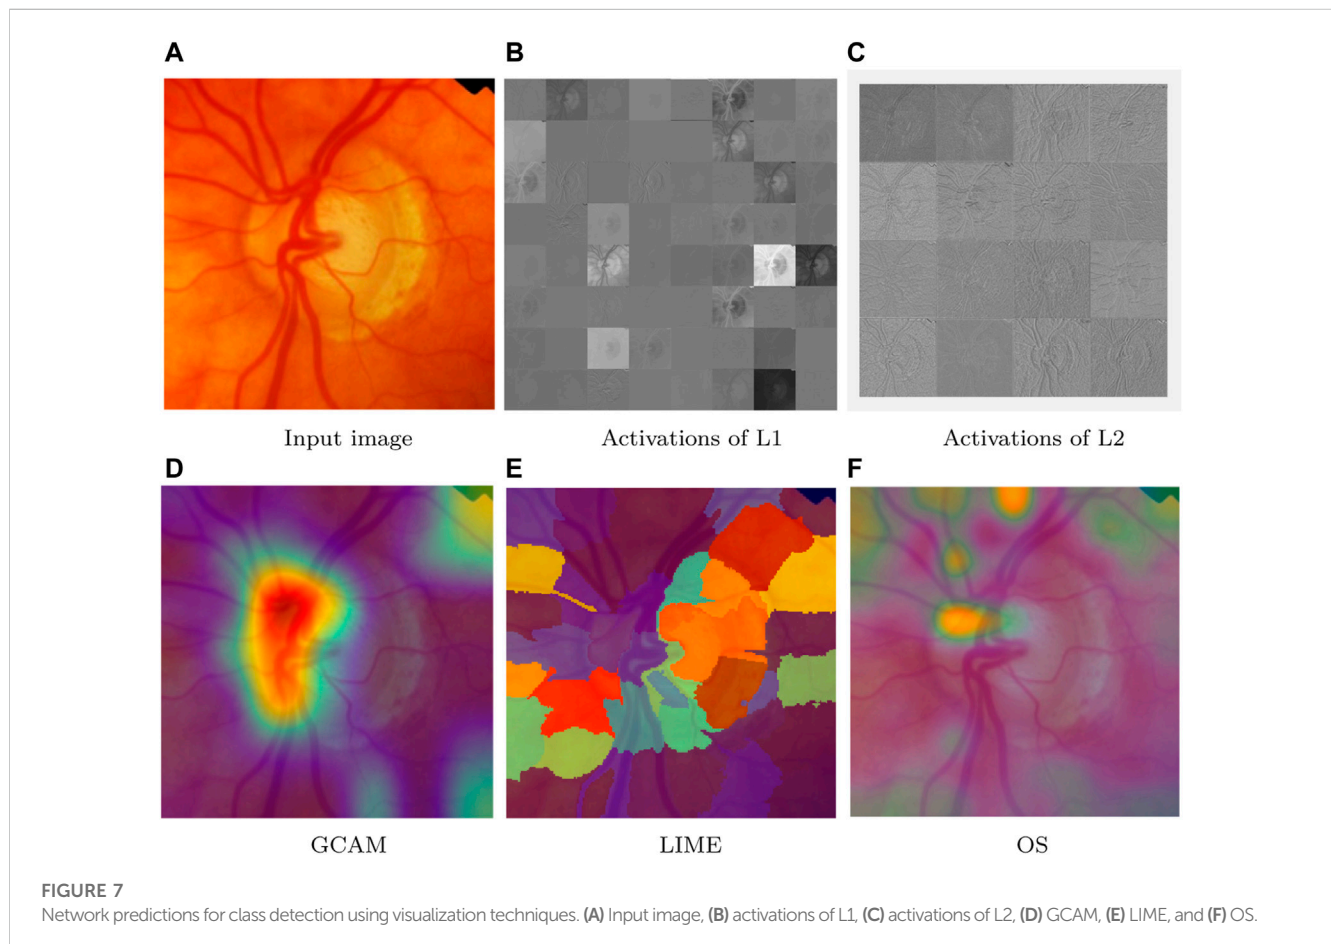 A
B
C
Input image
Activations of L1
Activations of L2
D
E
F
GCAM
LIME
OS
FIGURE 7
Network predictions for class detection using visualization techniques. (A) Input image, (B) activations of L1, (C) activations of L2, (D) GCAM, (E) LIME, and (F) OS.